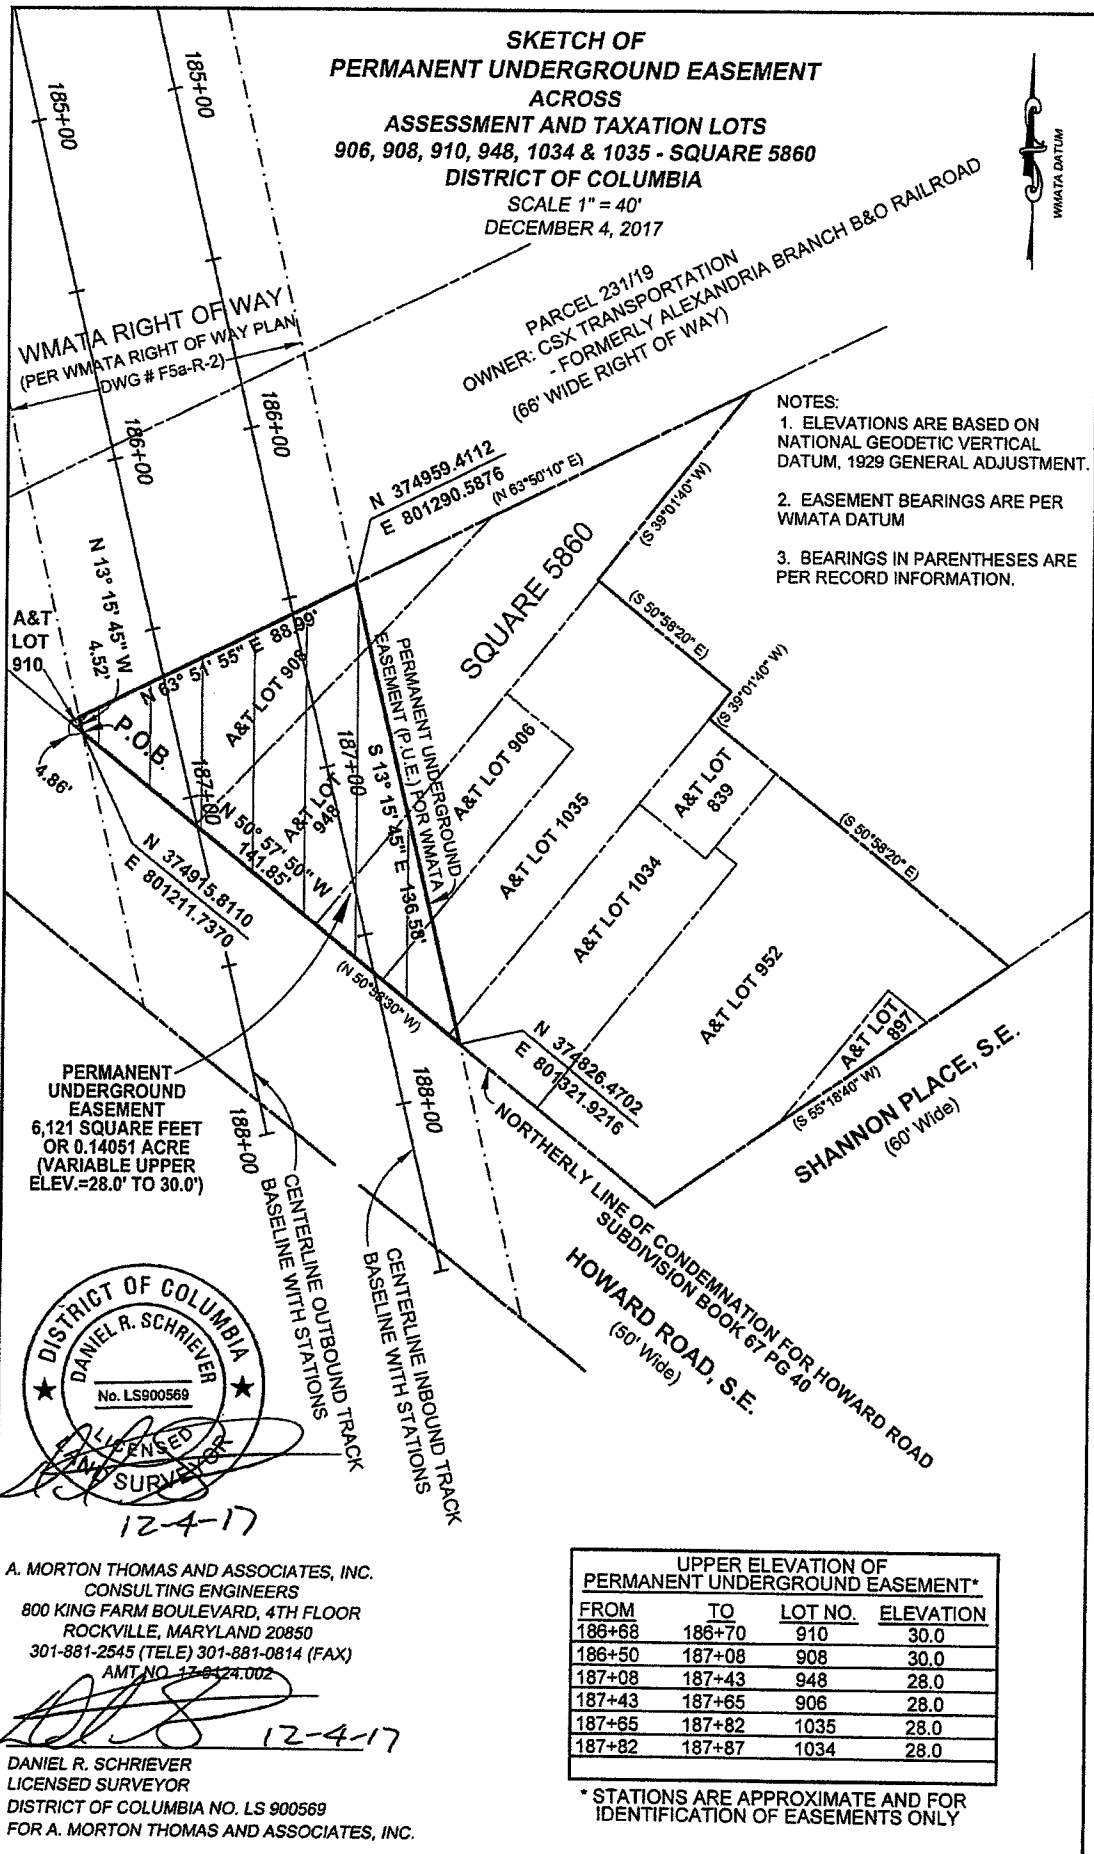 SKETCH OF
PERMANENT UNDERGROUND EASEMENT
ACROSS
ASSESSMENT AND TAXATION LOTS
906, 908, 910, 948, 1034 & 1035 - SQUARE 5860
DISTRICT OF COLUMBIA
SCALE 1" = 40'
DECEMBER 4, 2017
WMATA DATUM
185+00
185+00
PARCEL 231/19
OWNER: CSX TRANSPORTATION
- FORMERLY ALEXANDRIA BRANCH B&O RAILROAD
(66' WIDE RIGHT OF WAY)
WMATA RIGHT OF WAY
(PER WMATA RIGHT OF WAY PLAN
DWG # F5a-R-2)
186+00
186+00
NOTES:
1. ELEVATIONS ARE BASED ON
NATIONAL GEODETIC VERTICAL
DATUM, 1929 GENERAL ADJUSTMENT.
2. EASEMENT BEARINGS ARE PER
WMATA DATUM
3. BEARINGS IN PARENTHESES ARE
PER RECORD INFORMATION.
N 374959.4112
E 801290.5876
(N 63°50'10" E)
(S 39°01'40" W)
SQUARE 5860
(S 50°58'20" E)
(S 39°01'40" W)
N 13° 15' 45" W
4.52'
A&T
LOT
910
N 63° 51' 55" E 88.99'
A&T LOT 908
P.O.B.
4.86'
187+00
187+00
PERMANENT UNDERGROUND
EASEMENT (P.U.E.) FOR WMATA
S 13° 15' 45" E 136.58'
A&T LOT
948
N 50° 57' 50" W
141.85'
A&T LOT 906
A&T LOT 1035
A&T LOT
839
A&T LOT 1034
(S 50°58'20" E)
N 374915.8110
E 801211.7370
(N 50°56'30" W)
A&T LOT 952
A&T LOT
897
(S 55°18'40" W)
SHANNON PLACE, S.E.
(60' Wide)
N 374826.4702
E 801321.9216
PERMANENT
UNDERGROUND
EASEMENT
6,121 SQUARE FEET
OR 0.14051 ACRE
(VARIABLE UPPER
ELEV.=28.0' TO 30.0')
188+00
188+00
CENTERLINE OUTBOUND TRACK
BASELINE WITH STATIONS
CENTERLINE INBOUND TRACK
BASELINE WITH STATIONS
NORTHERLY LINE OF CONDEMNATION FOR HOWARD ROAD
SUBDIVISION BOOK 67 PG 40
HOWARD ROAD, S.E.
(50' Wide)
DISTRICT OF COLUMBIA
DANIEL R. SCHRIEVER
No. LS900569
LICENSED
LAND SURVEYOR
12-4-17
A. MORTON THOMAS AND ASSOCIATES, INC.
CONSULTING ENGINEERS
800 KING FARM BOULEVARD, 4TH FLOOR
ROCKVILLE, MARYLAND 20850
301-881-2545 (TELE) 301-881-0814 (FAX)
AMT NO.
12-4-17
DANIEL R. SCHRIEVER
LICENSED SURVEYOR
DISTRICT OF COLUMBIA NO. LS 900569
FOR A. MORTON THOMAS AND ASSOCIATES, INC.
UPPER ELEVATION OF
PERMANENT UNDERGROUND EASEMENT*
FROM TO LOT NO. ELEVATION
186+68 186+70 910 30.0
186+50 187+08 908 30.0
187+08 187+43 948 28.0
187+43 187+65 906 28.0
187+65 187+82 1035 28.0
187+82 187+87 1034 28.0
* STATIONS ARE APPROXIMATE AND FOR
IDENTIFICATION OF EASEMENTS ONLY